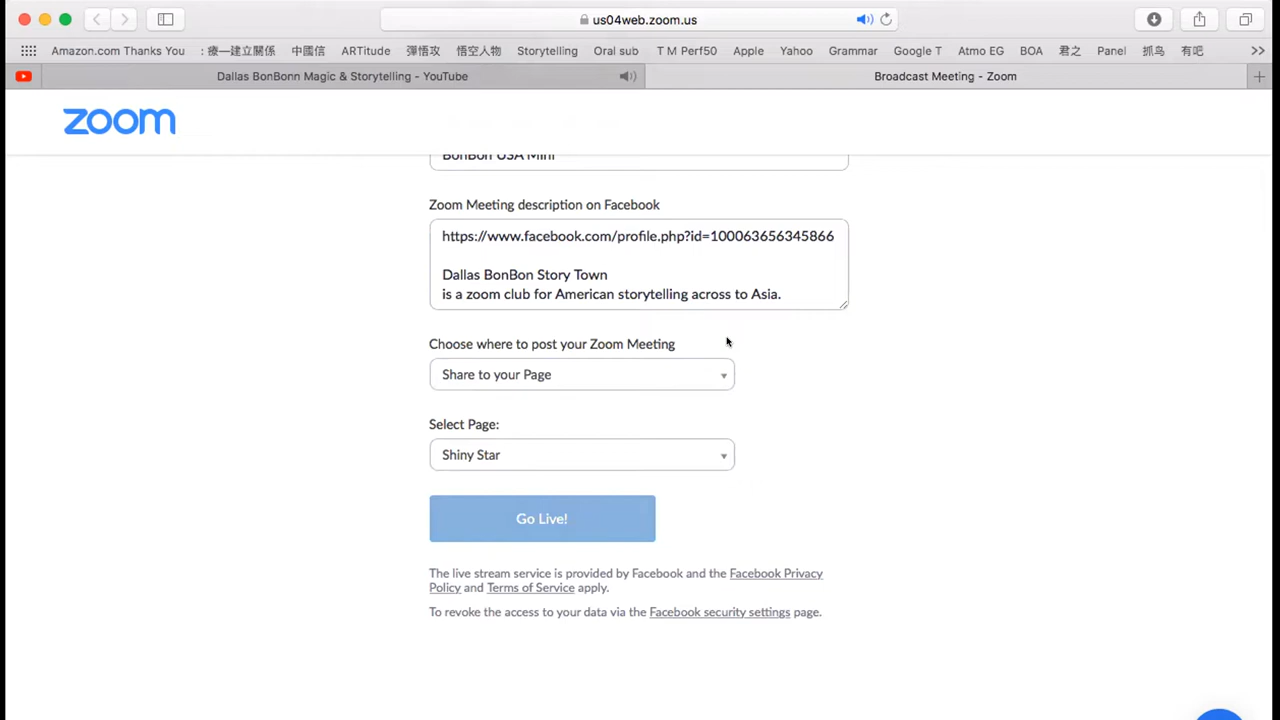 us04web.zoom.us
Amazon.com Thanks You : 療—建立關係 中國信 ARTitude 彈悟攻 悟空人物 Storytelling Oral sub T M Perf50 Apple Yahoo Grammar Google T Atmo EG BOA 君之 Panel 抓鸟 有吧
Dallas BonBonn Magic & Storytelling - YouTube Broadcast Meeting - Zoom
zoom
BonBon USA Mini
Zoom Meeting description on Facebook
https://www.facebook.com/profile.php?id=100063656345866
Dallas BonBon Story Town
is a zoom club for American storytelling across to Asia.
Choose where to post your Zoom Meeting
Share to your Page
Select Page:
Shiny Star
Go Live!
The live stream service is provided by Facebook and the Facebook Privacy
Policy and Terms of Service apply.
To revoke the access to your data via the Facebook security settings page.